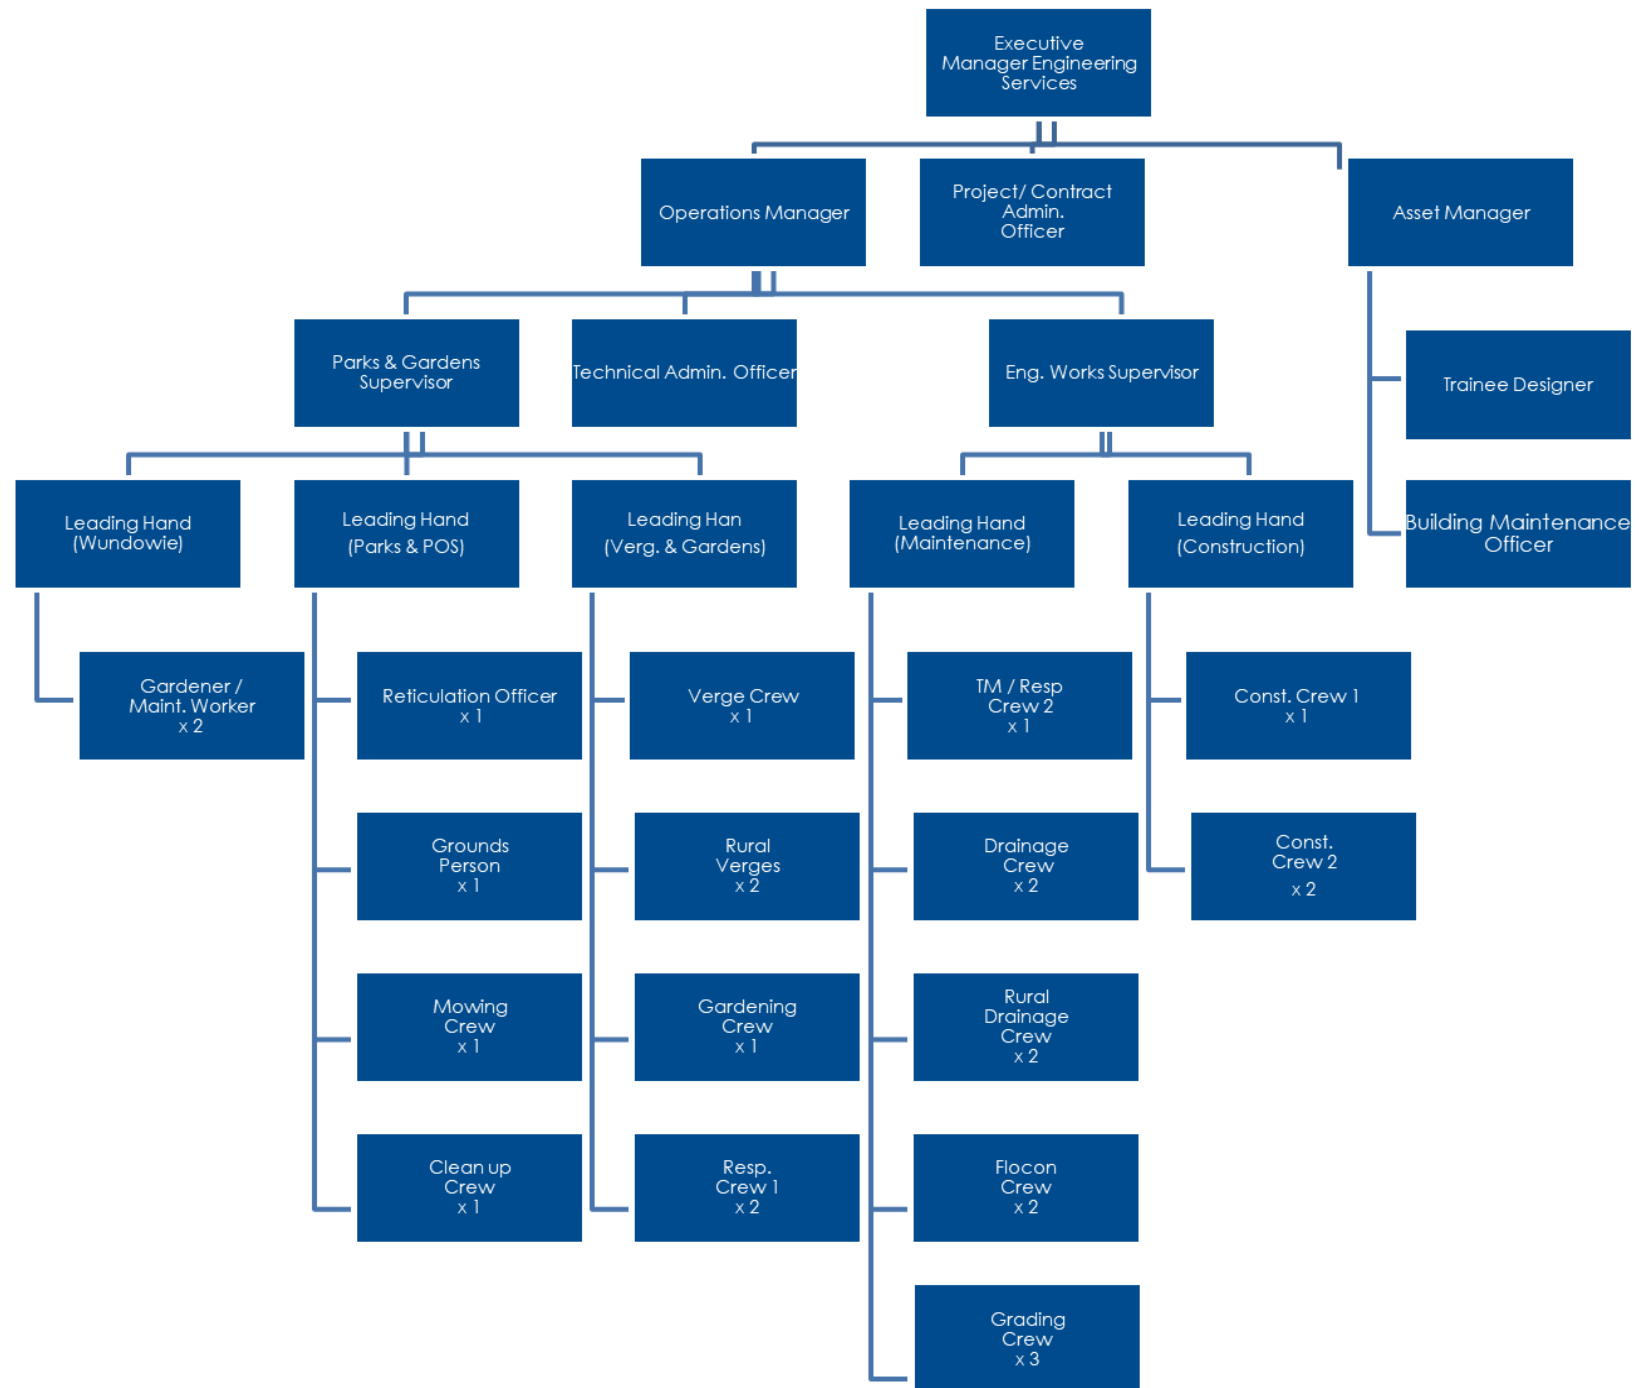 Executive
Manager Engineering
Services
Operations Manager
Project/ Contract
Admin.
Officer
Asset Manager
Parks & Gardens
Supervisor
Technical Admin. Officer
Eng. Works Supervisor
Trainee Designer
Leading Hand
(Wundowie)
Leading Hand
(Parks & POS)
Leading Han
(Verg. & Gardens)
Leading Hand
(Maintenance)
Leading Hand
(Construction)
Building Maintenance
Officer
Gardener /
Maint. Worker
x 2
Reticulation Officer
x 1
Verge Crew
x 1
TM / Resp
Crew 2
x 1
Const. Crew 1
x 1
Grounds
Person
x 1
Rural
Verges
x 2
Drainage
Crew
x 2
Const.
Crew 2
x 2
Mowing
Crew
x 1
Gardening
Crew
x 1
Rural
Drainage
Crew
x 2
Clean up
Crew
x 1
Resp.
Crew 1
x 2
Flocon
Crew
x 2
Grading
Crew
x 3